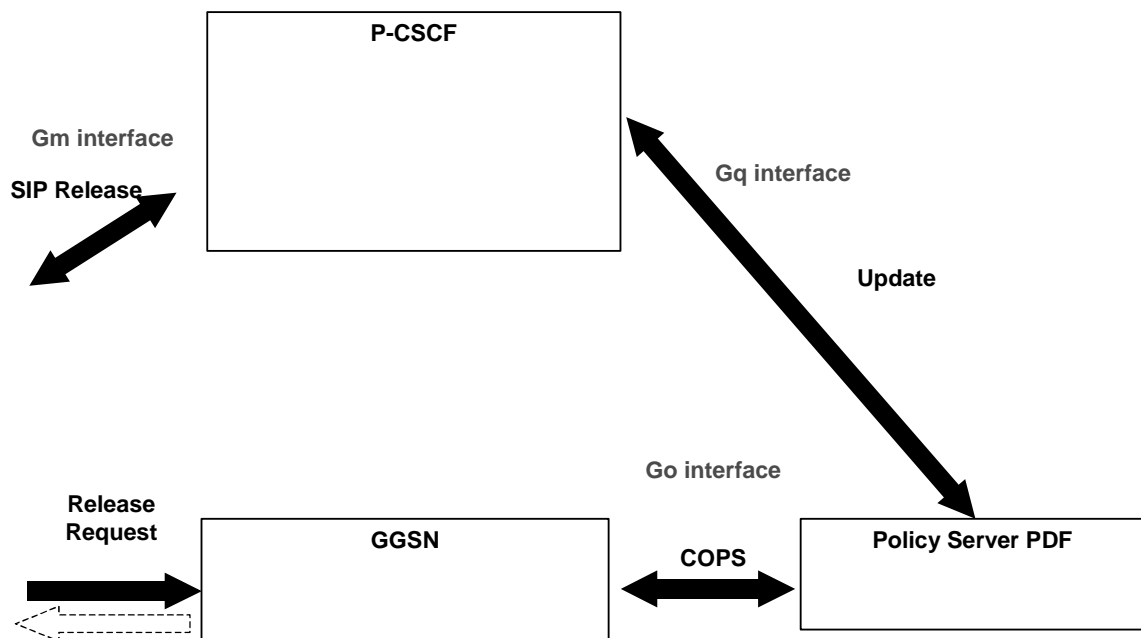 P-CSCF
Gm interface
SIP Release
Gq interface
Update
Go interface
Release
Request
GGSN
COPS
Policy Server PDF